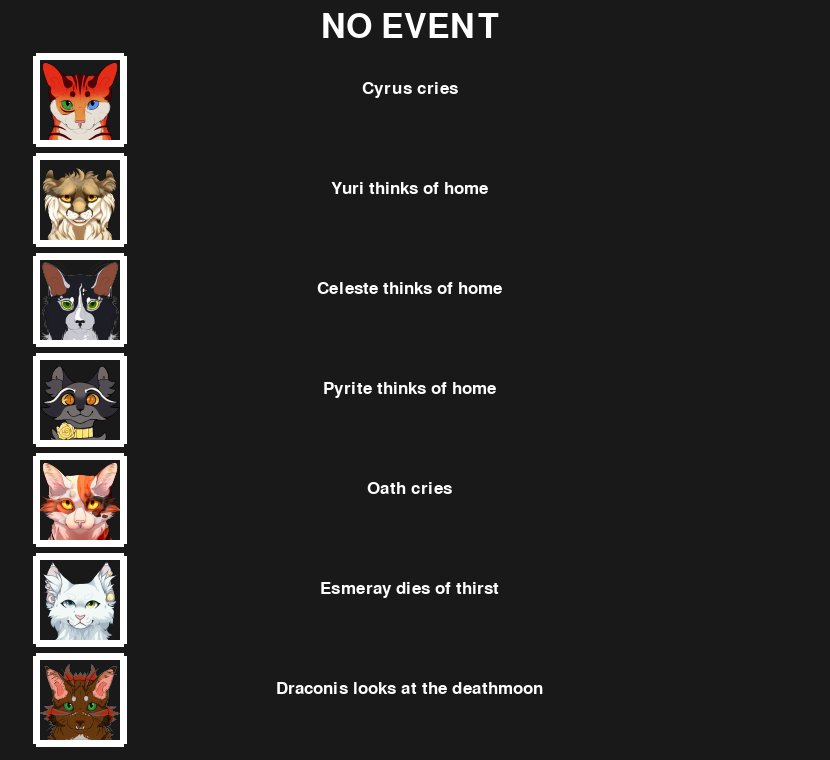 NO EVENT
Cyrus cries
Yuri thinks of home
Celeste thinks of home
Pyrite thinks of home
Oath cries
Esmeray dies of thirst
Draconis looks at the deathmoon